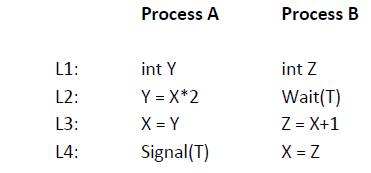 Process A Process B
L1: int Y int Z
L2: Y = X*2 Wait(T)
L3: X = Y Z = X+1
L4: Signal(T) X = Z